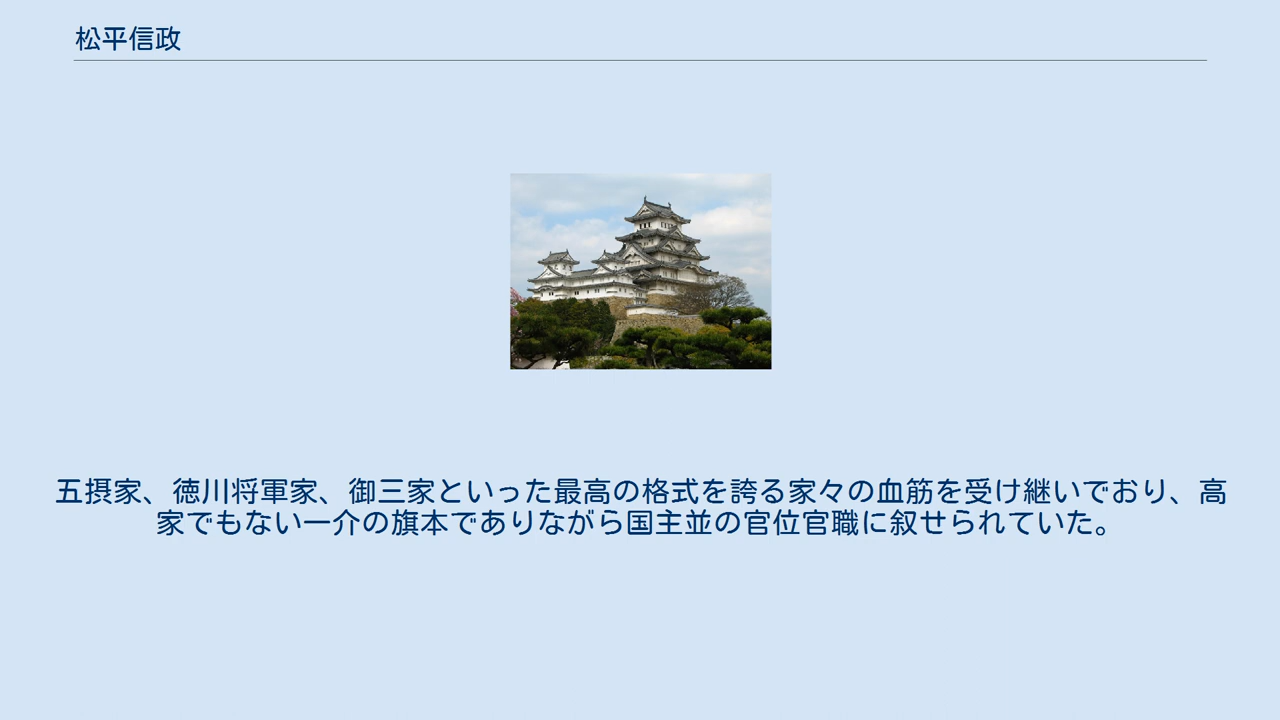 松平信政
五摂家、徳川将軍家、御三家といった最高の格式を誇る家々の血筋を受け継いでおり、高
家でもない一介の旗本でありながら国主並の官位官職に叙せられていた。